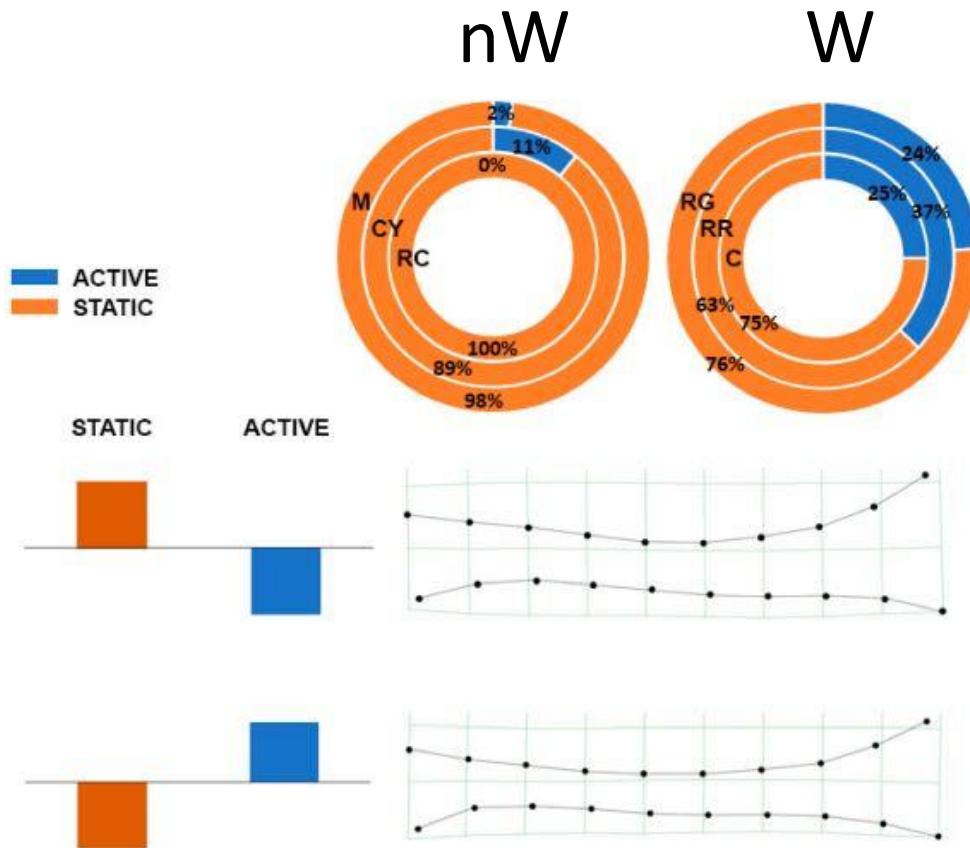 nW
W
2%
11%
0%
M
CY
RC
100%
89%
98%
24%
25%
37%
RG
RR
C
63%
75%
76%
ACTIVE
STATIC
STATIC
ACTIVE